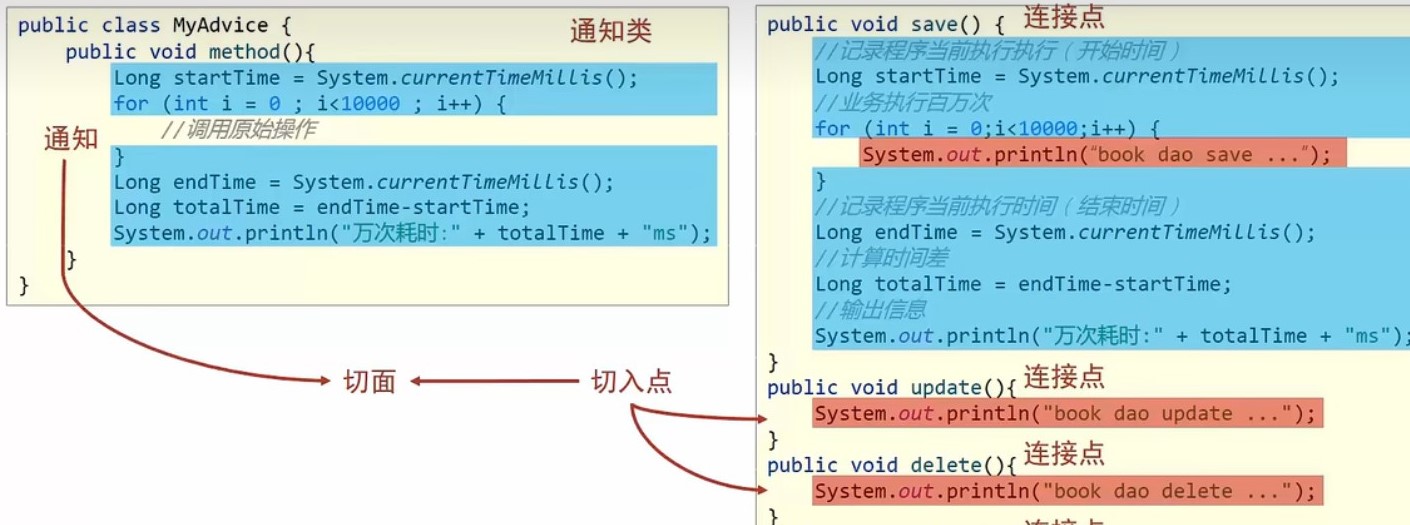 public class MyAdvice {
通知类
public void method(){
Long startTime = System.currentTimeMillis();
for (int i = 0 ; i<10000 ; i++) {
//调用原始操作
}
Long endTime = System.currentTimeMillis();
Long totalTime = endTime-startTime;
System.out.println("万次耗时:" + totalTime + "ms");
}
}
通知
切面
切入点
public void save() {
连接点
//记录程序当前执行执行（开始时间）
Long startTime = System.currentTimeMillis();
//业务执行百万次
for (int i = 0;i<10000;i++) {
System.out.println("book dao save ...");
}
//记录程序当前执行时间（结束时间）
Long endTime = System.currentTimeMillis();
//计算时间差
Long totalTime = endTime-startTime;
//输出信息
System.out.println("万次耗时:" + totalTime + "ms");
}
public void update(){
连接点
System.out.println("book dao update ...");
}
public void delete(){
连接点
System.out.println("book dao delete ...");
}